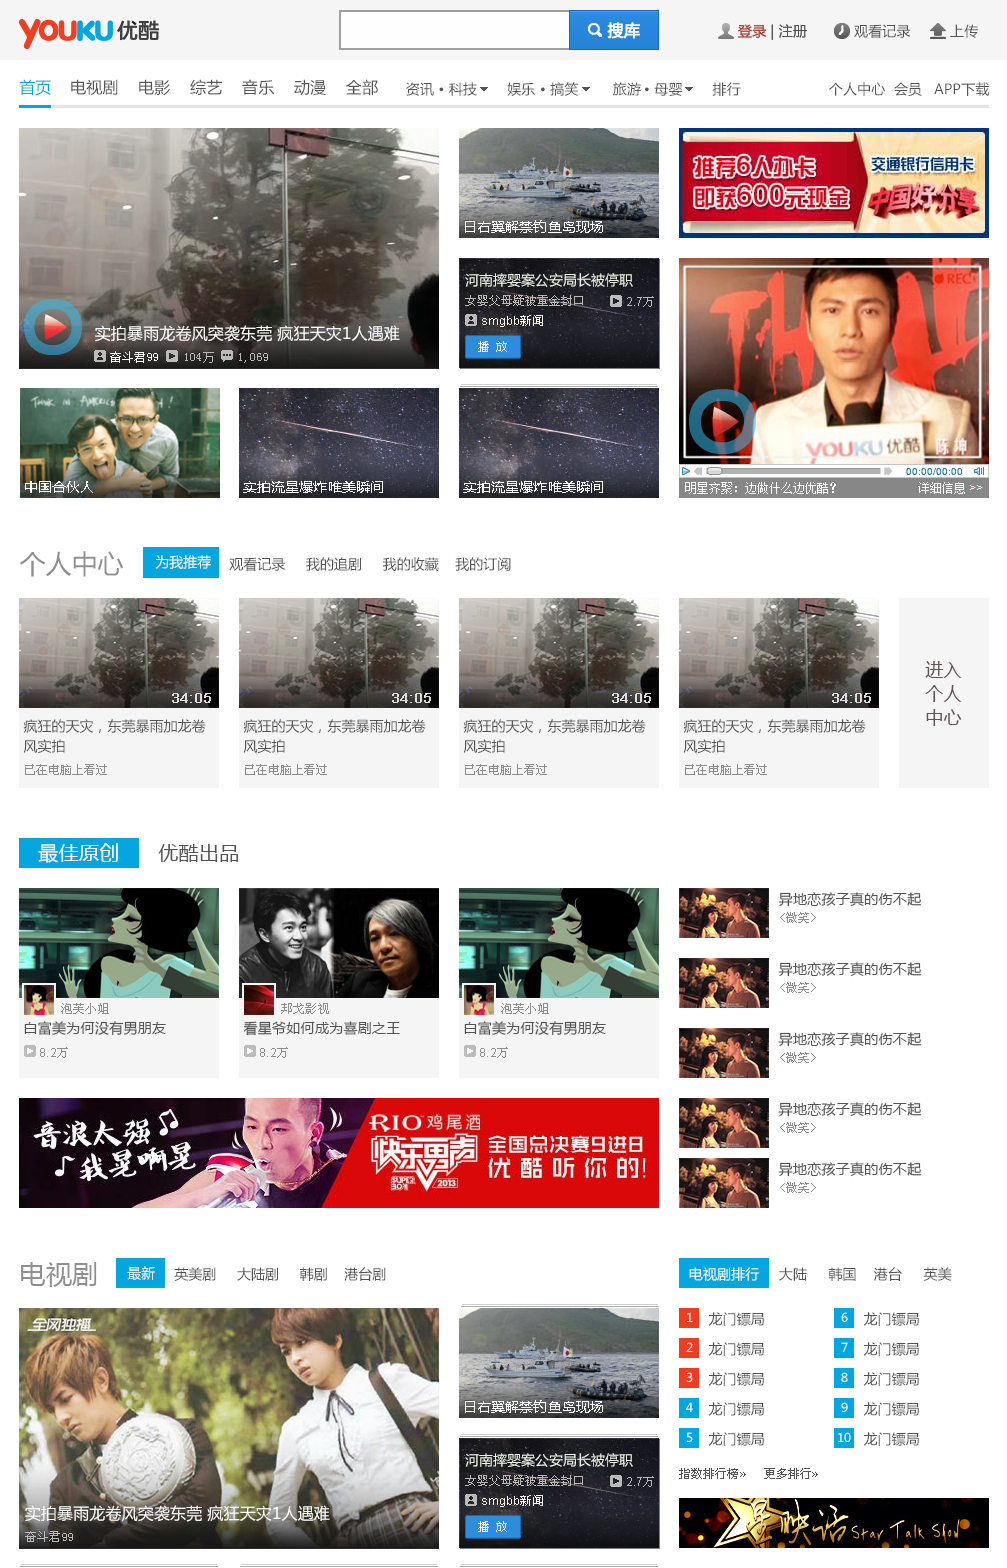 YOUKU优酷
搜库
登录 | 注册
观看记录
上传
首页 电视剧 电影 综艺 音乐 动漫 全部 资讯•科技 娱乐•搞笑 旅游•母婴 排行 个人中心 会员 APP下载
实拍暴雨龙卷风突袭东莞 疯狂天灾1人遇难
奋斗君99 104万 1,069
日右翼解禁钓鱼岛现场
河南摔婴案公安局长被停职
女婴父母疑被重金封口 2.7万
smgbb新闻
播 放
推荐6人办卡
即获600元现金
交通银行信用卡
中国好分享
THINK IN AMERICA !
中国合伙人
实拍流星爆炸唯美瞬间
实拍流星爆炸唯美瞬间
REC
YOUKU优酷
陈坤
00:00/00:00
明星齐聚：边做什么边优酷？ 详细信息 >>
个人中心 为我推荐 观看记录 我的追剧 我的收藏 我的订阅
34:05
疯狂的天灾，东莞暴雨加龙卷
风实拍
已在电脑上看过
34:05
疯狂的天灾，东莞暴雨加龙卷
风实拍
已在电脑上看过
34:05
疯狂的天灾，东莞暴雨加龙卷
风实拍
已在电脑上看过
34:05
疯狂的天灾，东莞暴雨加龙卷
风实拍
已在电脑上看过
进入
个人
中心
最佳原创 优酷出品
泡芙小姐
白富美为何没有男朋友
8.2万
邦戈影视
看星爷如何成为喜剧之王
8.2万
泡芙小姐
白富美为何没有男朋友
8.2万
异地恋孩子真的伤不起
<微笑>
异地恋孩子真的伤不起
<微笑>
异地恋孩子真的伤不起
<微笑>
异地恋孩子真的伤不起
<微笑>
异地恋孩子真的伤不起
<微笑>
音浪太强
我晃啊晃
RIO 鸡尾酒
快乐男声
SUPER BOY 2013
全国总决赛9进8
优酷听你的!
电视剧 最新 英美剧 大陆剧 韩剧 港台剧
全网独播
实拍暴雨龙卷风突袭东莞 疯狂天灾1人遇难
奋斗君99
日右翼解禁钓鱼岛现场
河南摔婴案公安局长被停职
女婴父母疑被重金封口 2.7万
smgbb新闻
播 放
电视剧排行 大陆 韩国 港台 英美
1 龙门镖局
2 龙门镖局
3 龙门镖局
4 龙门镖局
5 龙门镖局
6 龙门镖局
7 龙门镖局
8 龙门镖局
9 龙门镖局
10 龙门镖局
指数排行榜» 更多排行»
星映话 Star Talk Show